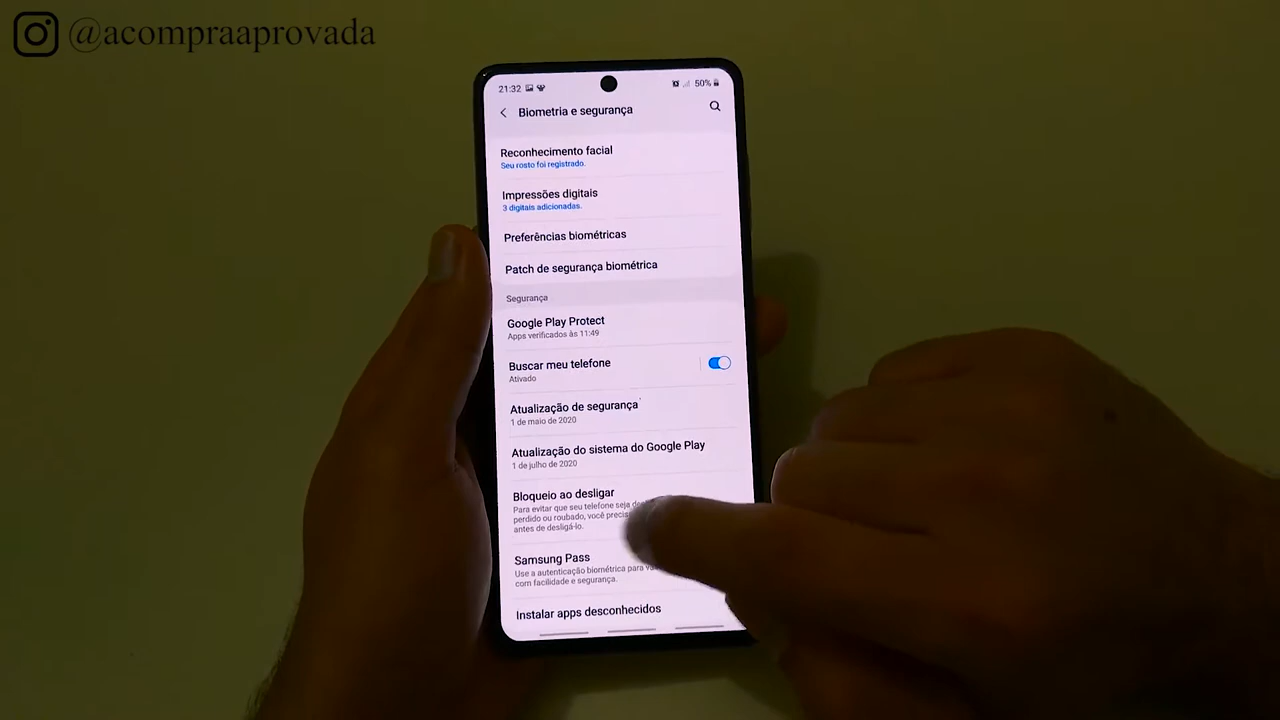 @acompraaprovada
21:32
50%
Biometria e segurança
Reconhecimento facial
Seu rosto foi registrado.
Impressões digitais
3 digitais adicionadas.
Preferências biométricas
Patch de segurança biométrica
Segurança
Google Play Protect
Apps verificados às 11:49
Buscar meu telefone
Ativado
Atualização de segurança
1 de maio de 2020
Atualização do sistema do Google Play
1 de julho de 2020
Bloqueio ao desligar
Para evitar que seu telefone seja
perdido ou roubado, você
antes de desligá-lo.
Samsung Pass
Use a autenticação biométrica para
com facilidade e segurança.
Instalar apps desconhecidos